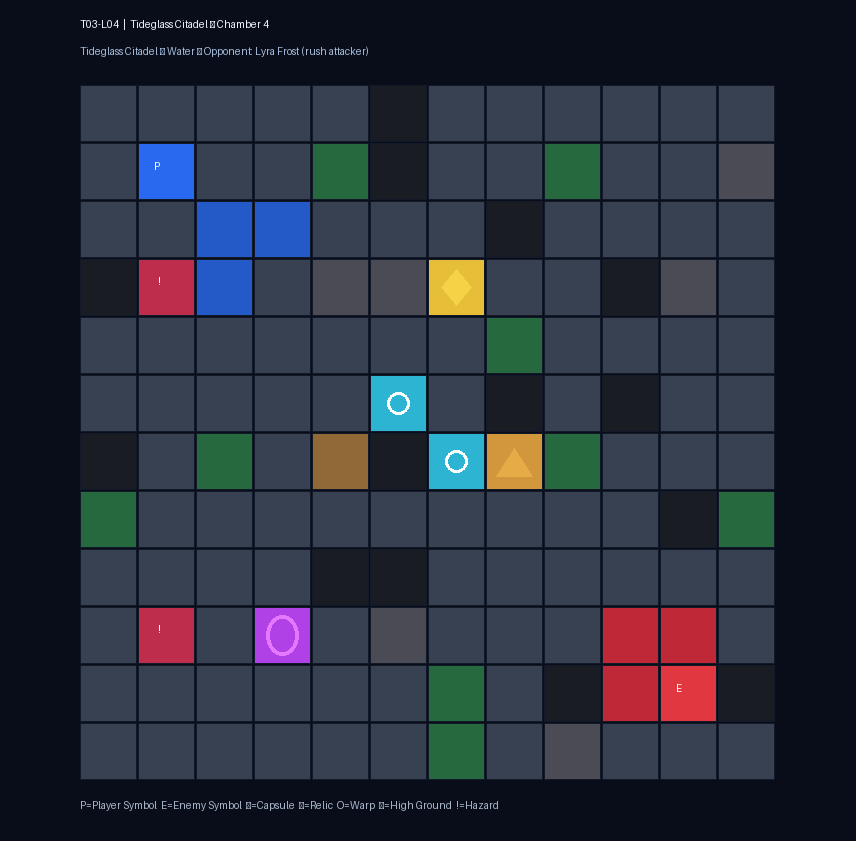 T03-L04 | Tideglass Citadel □ Chamber 4
Tideglass Citadel □ Water □ Opponent: Lyra Frost (rush attacker)
P
!
!
E
P=Player Symbol E=Enemy Symbol □=Capsule □=Relic O=Warp □=High Ground !=Hazard